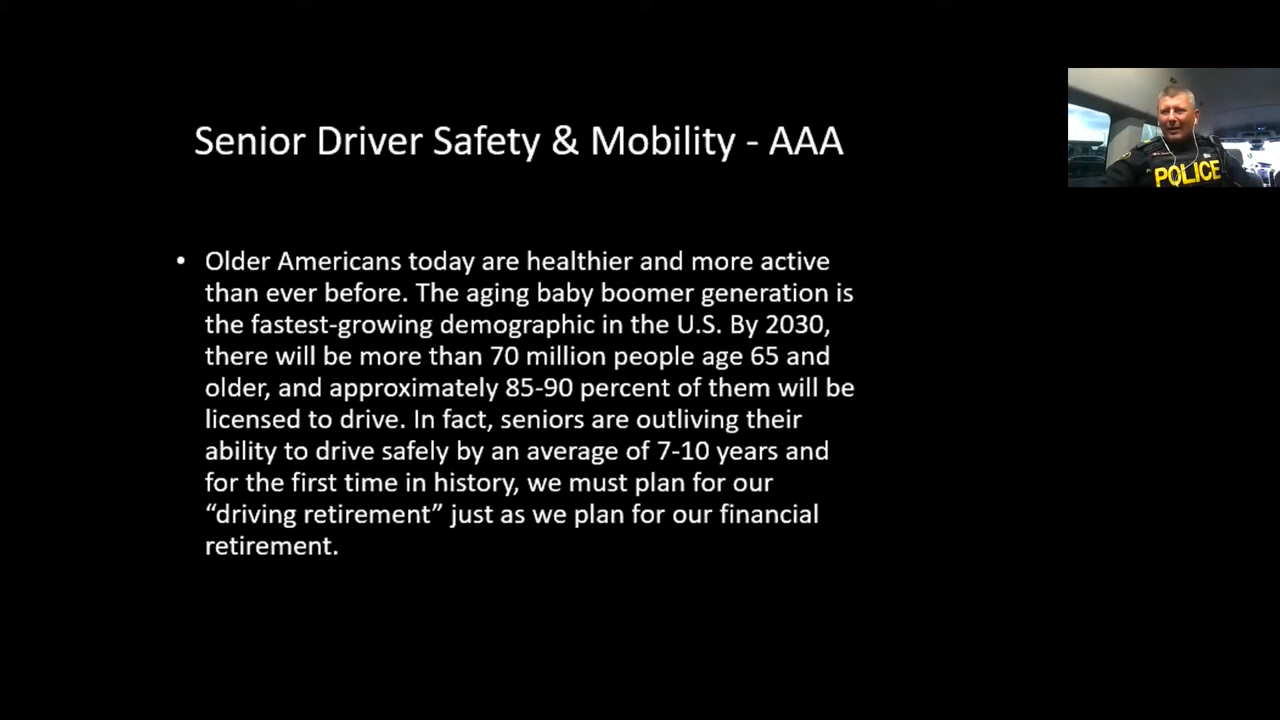 Senior Driver Safety & Mobility - AAA
• Older Americans today are healthier and more active
than ever before. The aging baby boomer generation is
the fastest-growing demographic in the U.S. By 2030,
there will be more than 70 million people age 65 and
older, and approximately 85-90 percent of them will be
licensed to drive. In fact, seniors are outliving their
ability to drive safely by an average of 7-10 years and
for the first time in history, we must plan for our
“driving retirement” just as we plan for our financial
retirement.
POLICE